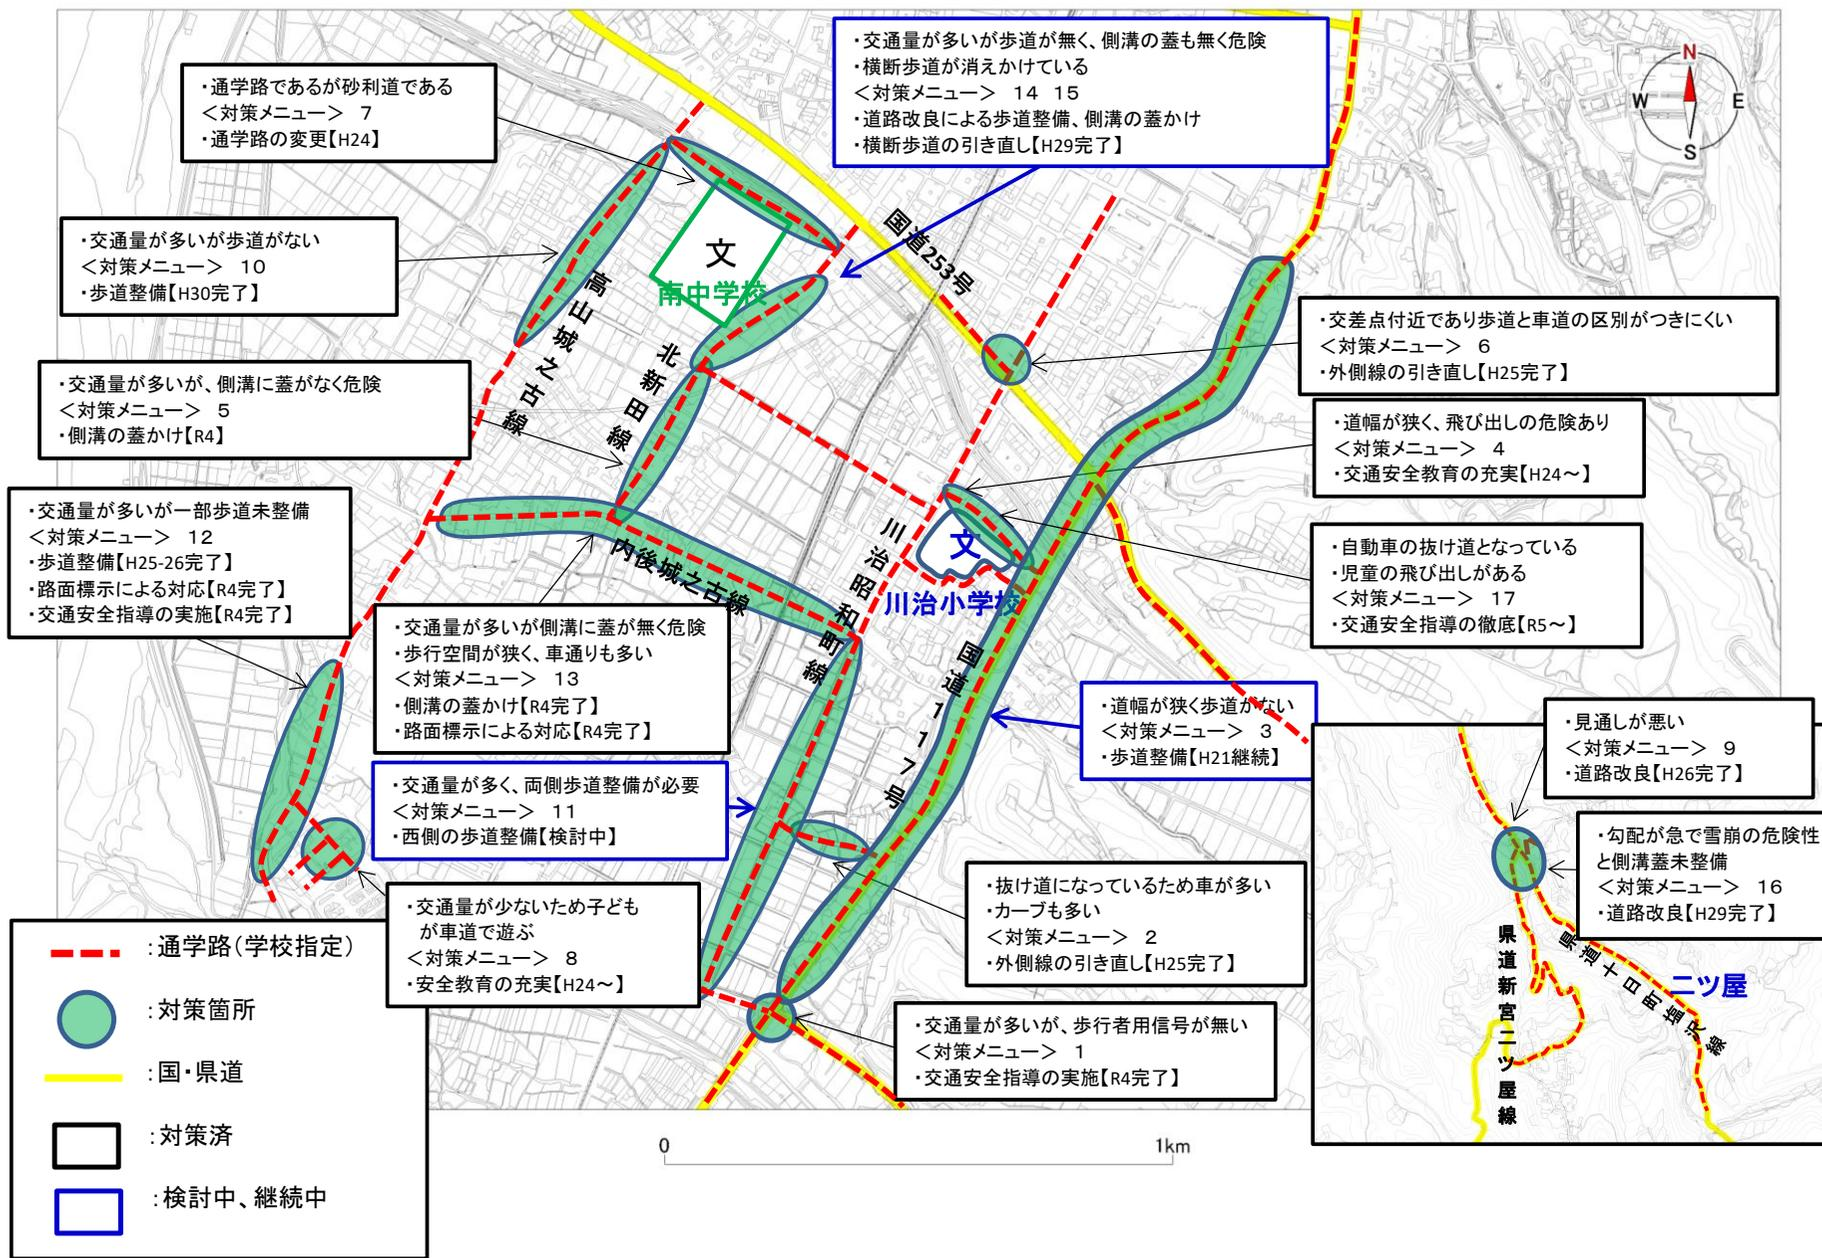 ・通学路であるが砂利道である
＜対策メニュー＞ 7
・通学路の変更【H24】
・交通量が多いが歩道が無く、側溝の蓋も無く危険
・横断歩道が消えかけている
＜対策メニュー＞ 14 15
・道路改良による歩道整備、側溝の蓋かけ
・横断歩道の引き直し【H29完了】
N
W
E
S
・交通量が多いが歩道がない
＜対策メニュー＞ 10
・歩道整備【H30完了】
文
南中学校
国道253号
高山城之古線
北新田線
・交差点付近であり歩道と車道の区別がつきにくい
＜対策メニュー＞ 6
・外側線の引き直し【H25完了】
・交通量が多いが、側溝に蓋がなく危険
＜対策メニュー＞ 5
・側溝の蓋かけ【R4】
・道幅が狭く、飛び出しの危険あり
＜対策メニュー＞ 4
・交通安全教育の充実【H24～】
・交通量が多いが一部歩道未整備
＜対策メニュー＞ 12
・歩道整備【H25-26完了】
・路面標示による対応【R4完了】
・交通安全指導の実施【R4完了】
内後城之古線
川治昭和町線
文
川治小学校
・自動車の抜け道となっている
・児童の飛び出しがある
＜対策メニュー＞ 17
・交通安全指導の徹底【R5～】
・交通量が多いが側溝に蓋が無く危険
・歩行空間が狭く、車通りも多い
＜対策メニュー＞ 13
・側溝の蓋かけ【R4完了】
・路面標示による対応【R4完了】
国道117号
・道幅が狭く歩道がない
＜対策メニュー＞ 3
・歩道整備【H21継続】
・見通しが悪い
＜対策メニュー＞ 9
・道路改良【H26完了】
・交通量が多く、両側歩道整備が必要
＜対策メニュー＞ 11
・西側の歩道整備【検討中】
・勾配が急で雪崩の危険性
と側溝蓋未整備
＜対策メニュー＞ 16
・道路改良【H29完了】
・抜け道になっているため車が多い
・カーブも多い
＜対策メニュー＞ 2
・外側線の引き直し【H25完了】
・交通量が少ないため子ども
が車道で遊ぶ
＜対策メニュー＞ 8
・安全教育の充実【H24～】
県道新宮二ツ屋線
県道十日町塩沢線
二ツ屋
・交通量が多いが、歩行者用信号が無い
＜対策メニュー＞ 1
・交通安全指導の実施【R4完了】
：通学路（学校指定）
：対策箇所
：国・県道
：対策済
：検討中、継続中
0
1km